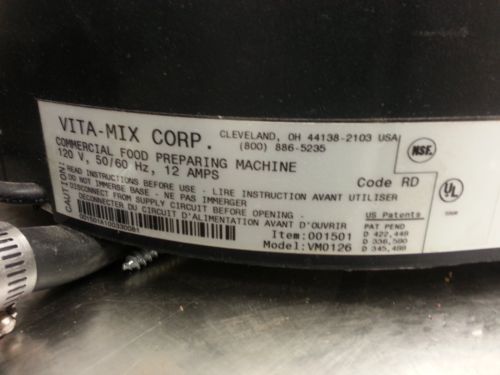 VITA-MIX CORP. CLEVELAND, OH 44138-2103 USA
(800) 886-5235
COMMERCIAL FOOD PREPARING MACHINE
120 V, 50/60 Hz, 12 AMPS
Code RD
NSF.
UL
CAUTION:
READ INSTRUCTIONS BEFORE USE - LIRE INSTRUCTION AVANT UTILISER
DO NOT IMMERSE BASE - NE PAS IMMERGER
DISCONNECT FROM SUPPLY CIRCUIT BEFORE OPENING -
DECONNECTER DU CIRCUIT D'ALIMENTATION AVANT D'OUVRIR
Item:001501
Model:VM0126
US Patents
PAT PEND
D 422,449
D 336,590
D 345,488